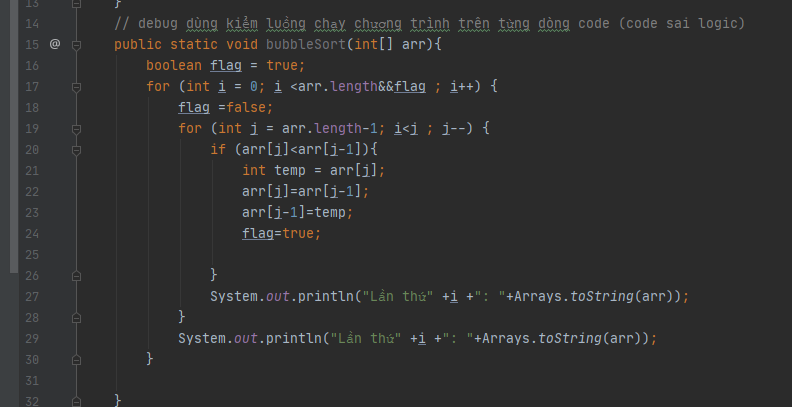 13 }
14 // debug dùng kiểm luồng chạy chương trình trên từng dòng code (code sai logic)
15 @ public static void bubbleSort(int[] arr){
16 boolean flag = true;
17 for (int i = 0; i <arr.length&&flag ; i++) {
18 flag =false;
19 for (int j = arr.length-1; i<j ; j--) {
20 if (arr[j]<arr[j-1]){
21 int temp = arr[j];
22 arr[j]=arr[j-1];
23 arr[j-1]=temp;
24 flag=true;
25
26 }
27 System.out.println("Lần thứ" +i +": "+Arrays.toString(arr));
28 }
29 System.out.println("Lần thứ" +i +": "+Arrays.toString(arr));
30 }
31
32 }